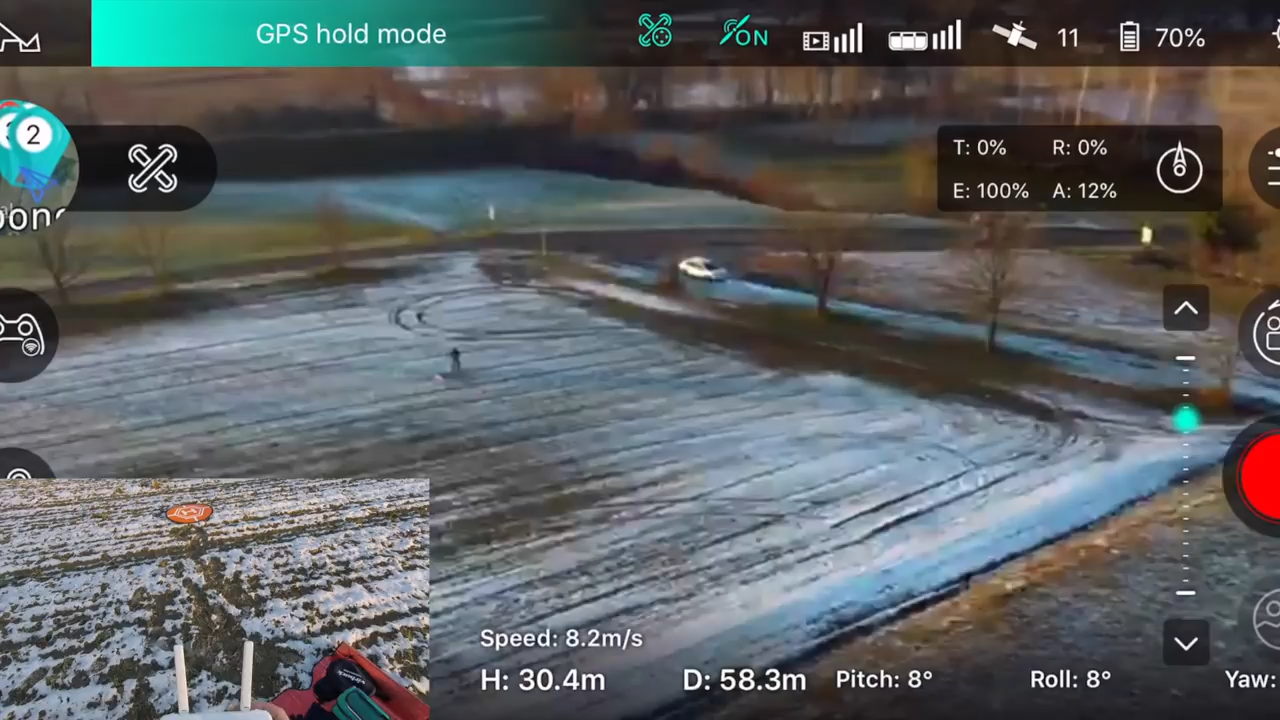 GPS hold mode
ON
11
70%
2
T: 0% R: 0%
E: 100% A: 12%
Speed: 8.2m/s
H: 30.4m D: 58.3m Pitch: 8° Roll: 8° Yaw: